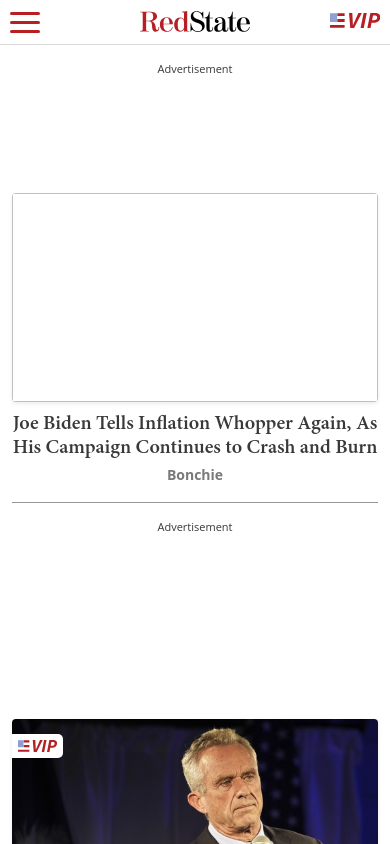 RedState
VIP
Advertisement
Joe Biden Tells Inflation Whopper Again, As
His Campaign Continues to Crash and Burn
Bonchie
Advertisement
VIP